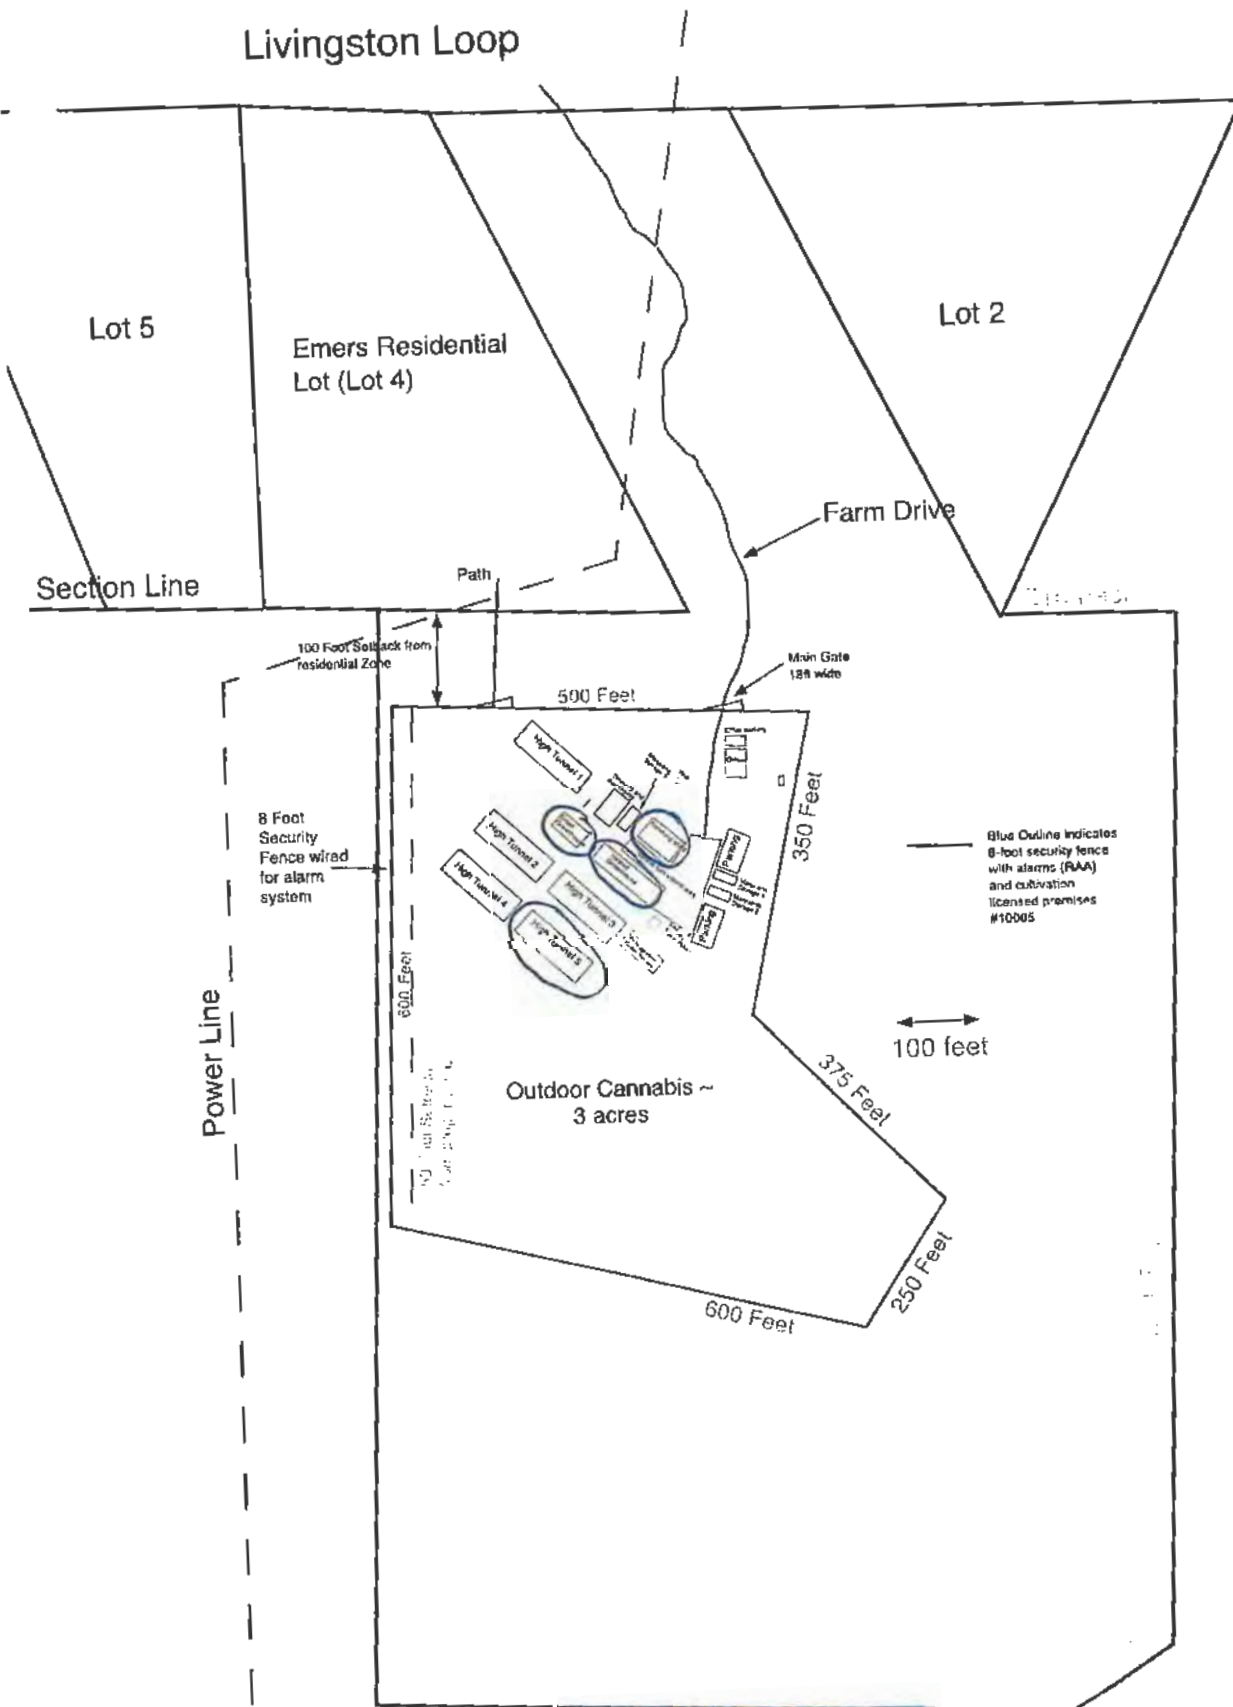 Livingston Loop
Lot 5
Emers Residential
Lot (Lot 4)
Lot 2
Farm Drive
Section Line
Path
100 Foot Setback from
residential Zone
Main Gate
18ft wide
500 Feet
High Tunnel 1
High Tunnel 2
High Tunnel 4
High Tunnel 3
High Tunnel 5
Parking
Parking
350 Feet
8 Foot
Security
Fence wired
for alarm
system
Blue Outline Indicates
8-foot security fence
with alarms (RAA)
and cultivation
licensed premises
#10005
600 Feet
Power Line
100 feet
375 Feet
Outdoor Cannabis ~
3 acres
250 Feet
600 Feet